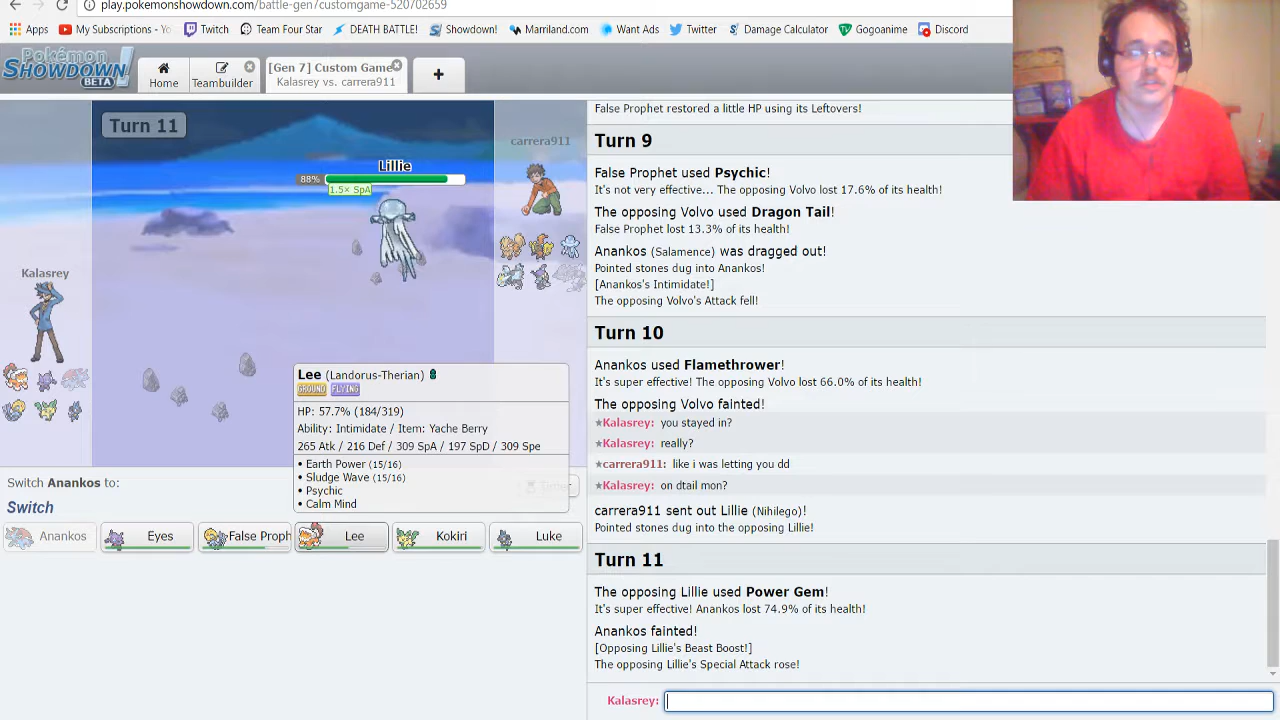 play.pokemonshowdown.com/battle-gen7/customgame-520702659
Apps My Subscriptions - Yo Twitch Team Four Star DEATH BATTLE! Showdown! Marriland.com Want Ads Twitter Damage Calculator Gogoanime Discord
Pokémon
SHOWDOWN!
BETA
Home
Teambuilder
[Gen 7] Custom Game
Kalasrey vs. carrera911
+
Turn 11
Lillie
88%
1.5× SpA
carrera911
Kalasrey
Lee (Landorus-Therian)
GROUND FLYING
HP: 57.7% (184/319)
Ability: Intimidate / Item: Yache Berry
265 Atk / 216 Def / 309 SpA / 197 SpD / 309 Spe
• Earth Power (15/16)
• Sludge Wave (15/16)
• Psychic
• Calm Mind
Switch Anankos to:
Timer
Switch
Anankos
Eyes
False Proph
Lee
Kokiri
Luke
False Prophet restored a little HP using its Leftovers!
Turn 9
False Prophet used Psychic!
It's not very effective... The opposing Volvo lost 17.6% of its health!
The opposing Volvo used Dragon Tail!
False Prophet lost 13.3% of its health!
Anankos (Salamence) was dragged out!
Pointed stones dug into Anankos!
[Anankos's Intimidate!]
The opposing Volvo's Attack fell!
Turn 10
Anankos used Flamethrower!
It's super effective! The opposing Volvo lost 66.0% of its health!
The opposing Volvo fainted!
★Kalasrey: you stayed in?
★Kalasrey: really?
★carrera911: like i was letting you dd
★Kalasrey: on dtail mon?
carrera911 sent out Lillie (Nihilego)!
Pointed stones dug into the opposing Lillie!
Turn 11
The opposing Lillie used Power Gem!
It's super effective! Anankos lost 74.9% of its health!
Anankos fainted!
[Opposing Lillie's Beast Boost!]
The opposing Lillie's Special Attack rose!
Kalasrey: